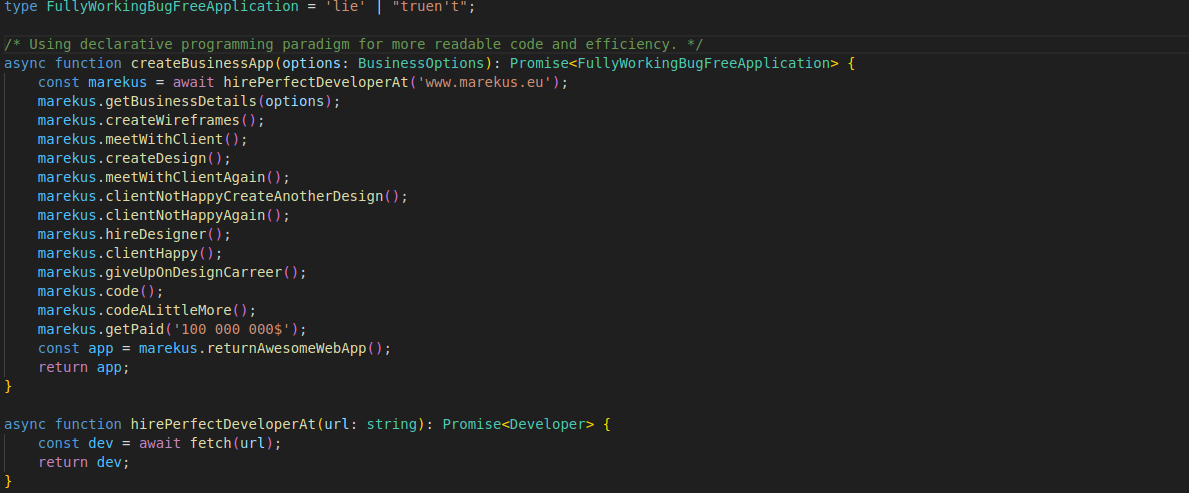 type FullyWorkingBugFreeApplication = 'lie' | "truen't";
/* Using declarative programming paradigm for more readable code and efficiency. */
async function createBusinessApp(options: BusinessOptions): Promise<FullyWorkingBugFreeApplication> {
const marekus = await hirePerfectDeveloperAt('www.marekus.eu');
marekus.getBusinessDetails(options);
marekus.createWireframes();
marekus.meetWithClient();
marekus.createDesign();
marekus.meetWithClientAgain();
marekus.clientNotHappyCreateAnotherDesign();
marekus.clientNotHappyAgain();
marekus.hireDesigner();
marekus.clientHappy();
marekus.giveUpOnDesignCarreer();
marekus.code();
marekus.codeALittleMore();
marekus.getPaid('100 000 000$');
const app = marekus.returnAwesomeWebApp();
return app;
}
async function hirePerfectDeveloperAt(url: string): Promise<Developer> {
const dev = await fetch(url);
return dev;
}